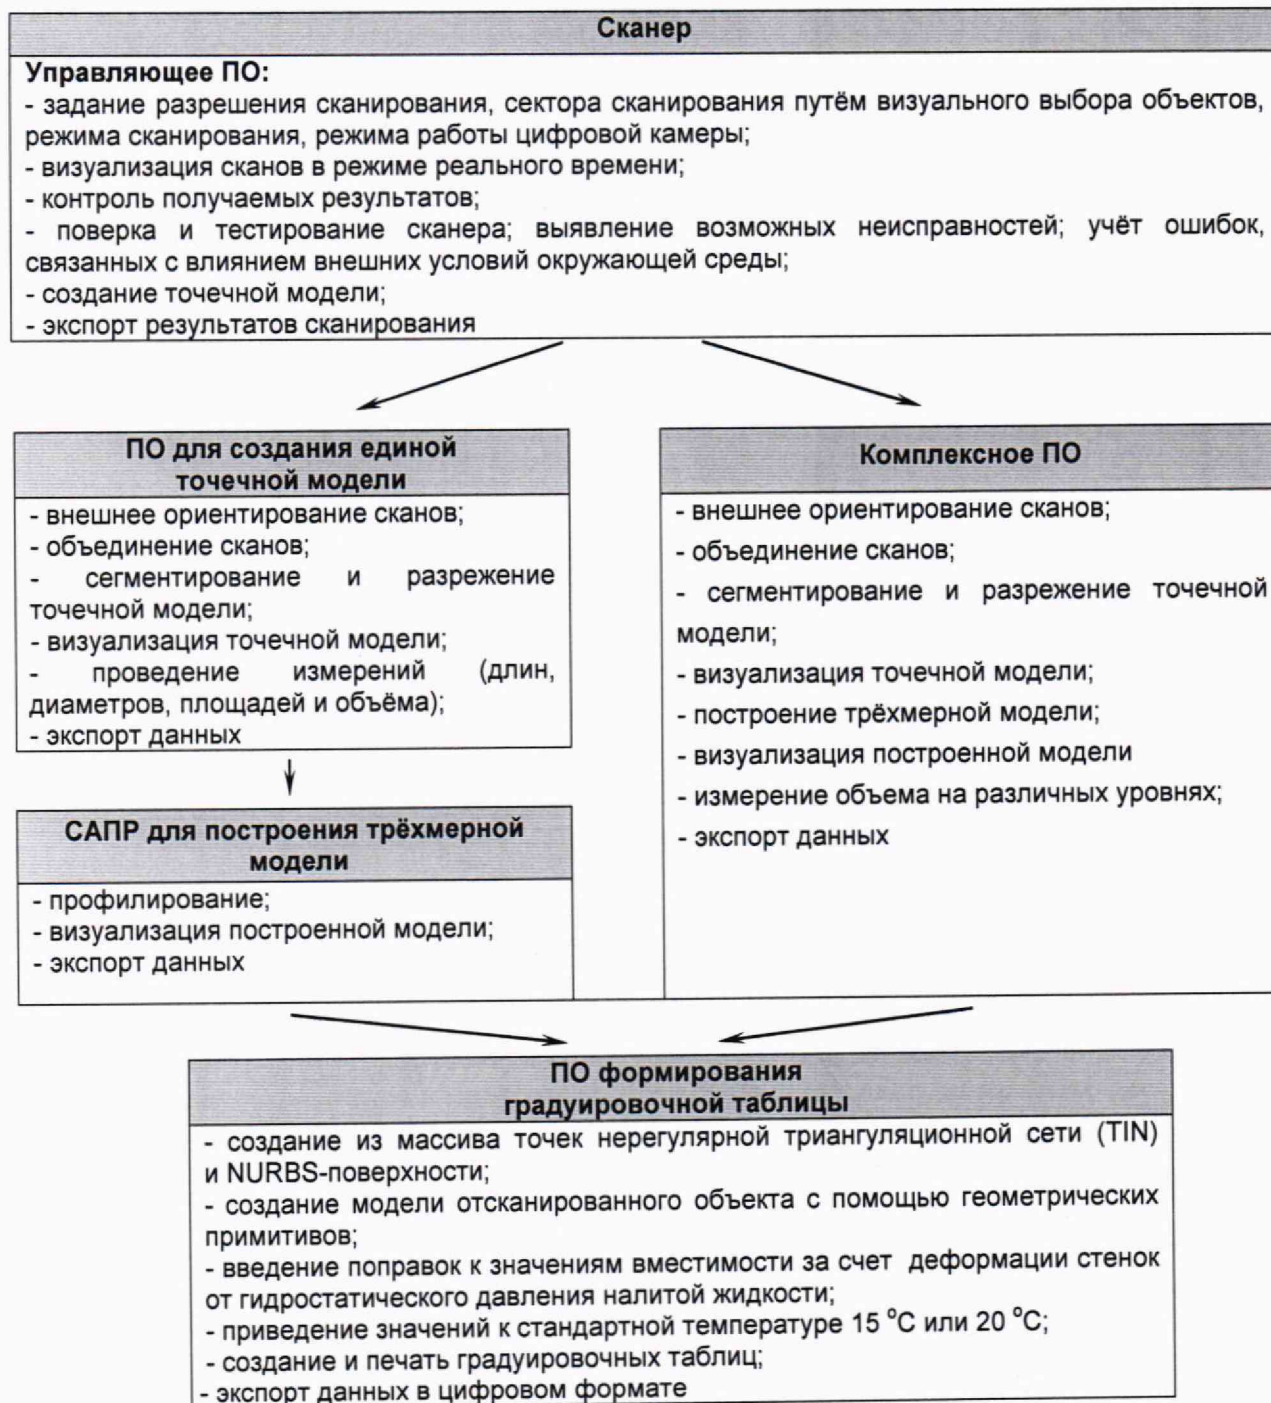 Сканер
Управляющее ПО:
- задание разрешения сканирования, сектора сканирования путём визуального выбора объектов,
режима сканирования, режима работы цифровой камеры;
- визуализация сканов в режиме реального времени;
- контроль получаемых результатов;
- поверка и тестирование сканера; выявление возможных неисправностей; учёт ошибок,
связанных с влиянием внешних условий окружающей среды;
- создание точечной модели;
- экспорт результатов сканирования
ПО для создания единой
точечной модели
- внешнее ориентирование сканов;
- объединение сканов;
- сегментирование и разрежение
точечной модели;
- визуализация точечной модели;
- проведение измерений (длин,
диаметров, площадей и объёма);
- экспорт данных
САПР для построения трёхмерной
модели
- профилирование;
- визуализация построенной модели;
- экспорт данных
Комплексное ПО
- внешнее ориентирование сканов;
- объединение сканов;
- сегментирование и разрежение точечной
модели;
- визуализация точечной модели;
- построение трёхмерной модели;
- визуализация построенной модели
- измерение объема на различных уровнях;
- экспорт данных
ПО формирования
градуировочной таблицы
- создание из массива точек нерегулярной триангуляционной сети (TIN)
и NURBS-поверхности;
- создание модели отсканированного объекта с помощью геометрических
примитивов;
- введение поправок к значениям вместимости за счет деформации стенок
от гидростатического давления налитой жидкости;
- приведение значений к стандартной температуре 15 °C или 20 °C;
- создание и печать градуировочных таблиц;
- экспорт данных в цифровом формате